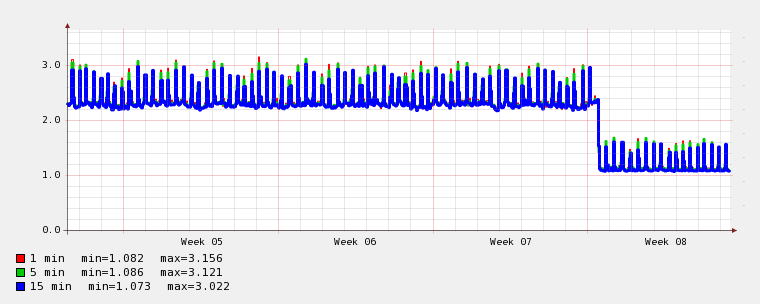 3.0
2.0
1.0
0.0
Week 05 Week 06 Week 07 Week 08
1 min min=1.082 max=3.156
5 min min=1.086 max=3.121
15 min min=1.073 max=3.022